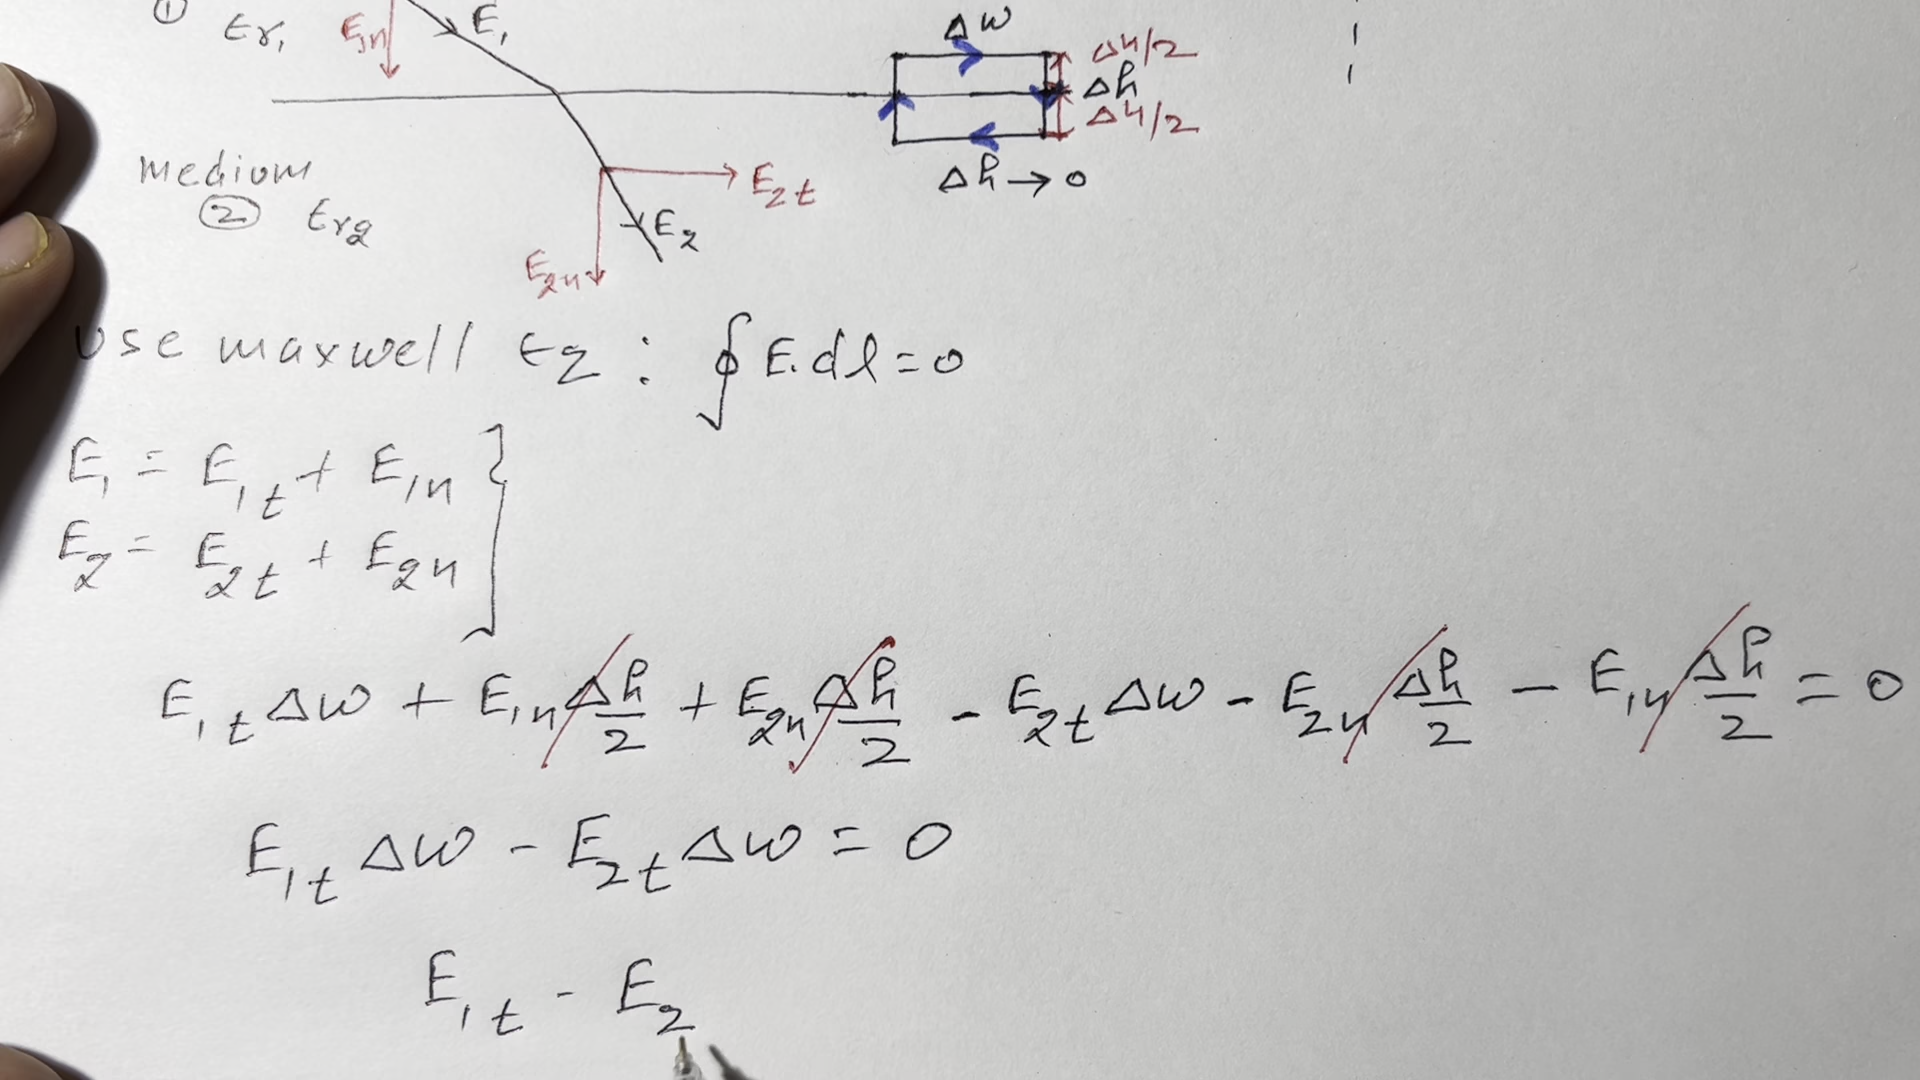 ① εr₁ E₁n E₁
Δw
Δh/2
Δh
Δh/2
Δh → 0
medium
② εr₂
E₂t
E₂
E₂n
use maxwell Eq : ∮ E.dl = 0
E₁ = E₁t + E₁n
E₂ = E₂t + E₂n
E₁t Δw + E₁n Δh/2 + E₂n Δh/2 - E₂t Δw - E₂n Δh/2 - E₁n Δh/2 = 0
E₁t Δw - E₂t Δw = 0
E₁t - E₂